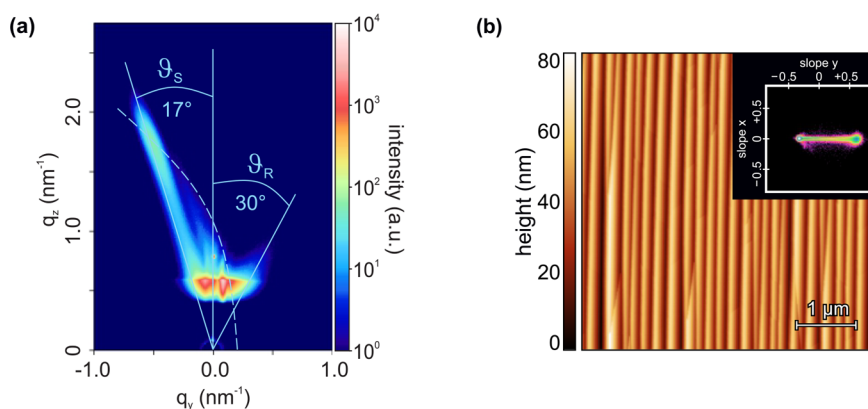 (a)
10⁴
10³
10²
10¹
10⁰
intensity (a.u.)
ϑS
17°
ϑR
30°
2.0
1.0
0
qz (nm⁻¹)
-1.0
0.0
1.0
qy (nm⁻¹)
(b)
80
60
40
20
0
height (nm)
slope y
−0.5
0
+0.5
slope x
+0.5
0
−0.5
1 µm